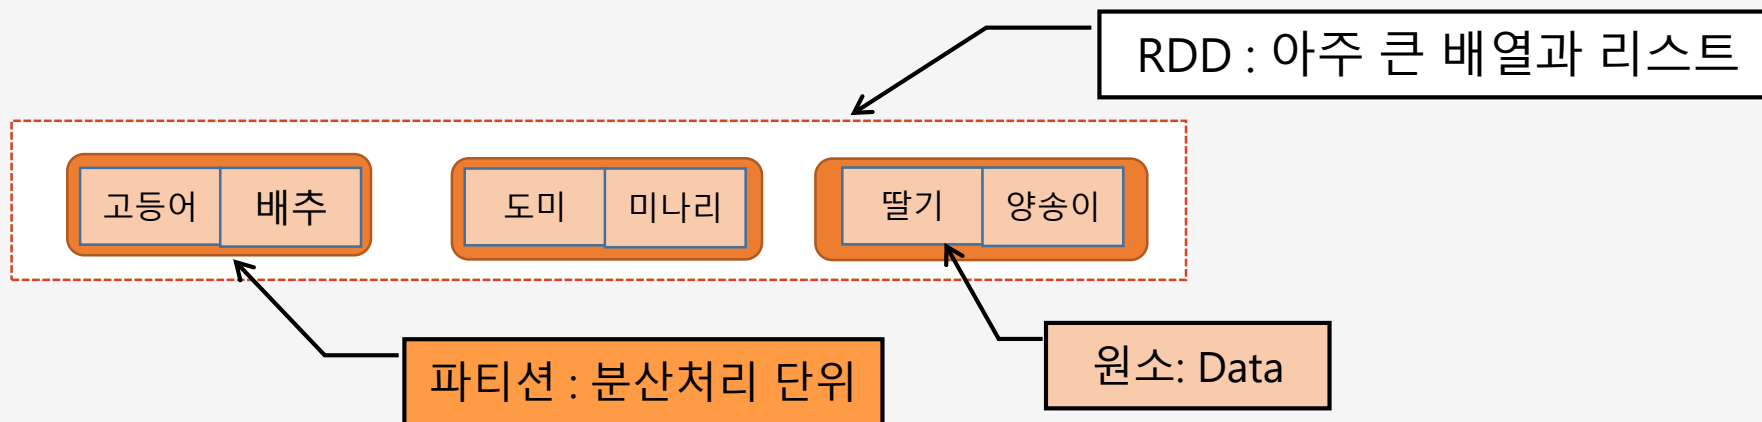 RDD : 아주 큰 배열과 리스트
고등어 배추 도미 미나리 딸기 양송이
파티션 : 분산처리 단위
원소: Data